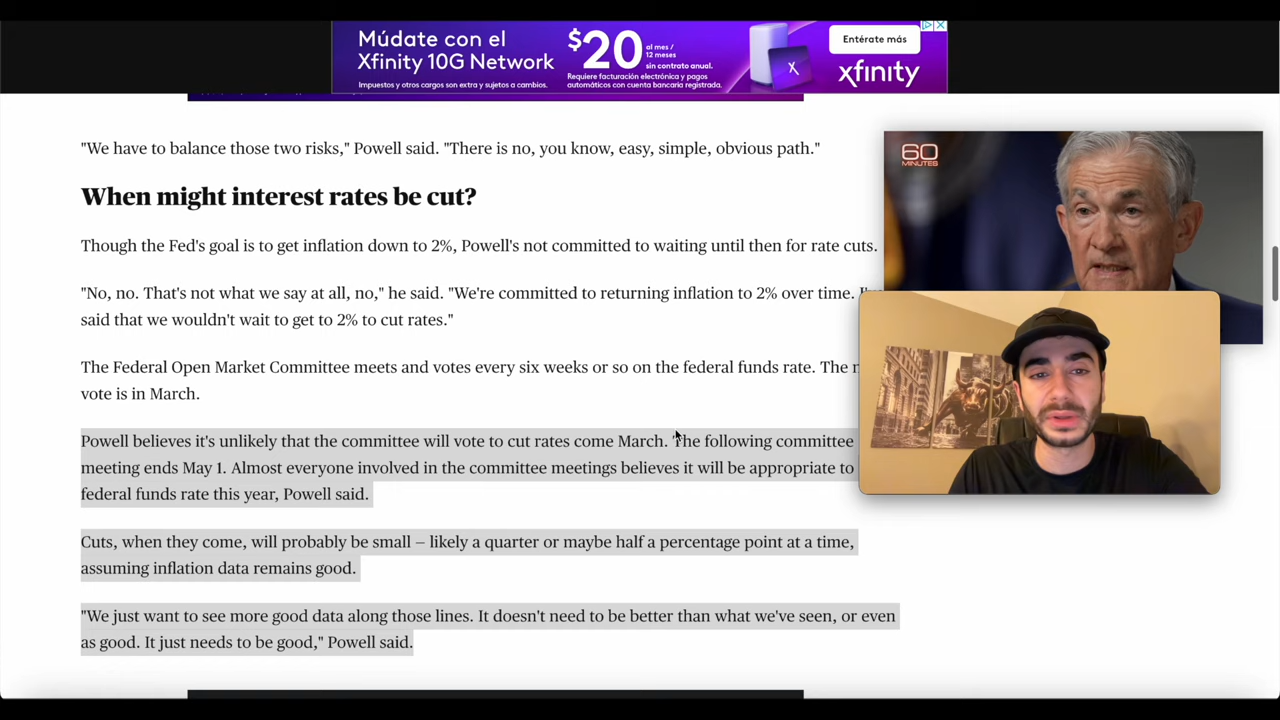 Múdate con el
Xfinity 10G Network
Impuestos y otros cargos son extra y sujetos a cambios.
$20 al mes /
12 meses
sin contrato anual.
Requiere facturación electrónica y pagos
automáticos con cuenta bancaria registrada.
X
Entérate más
xfinity
"We have to balance those two risks," Powell said. "There is no, you know, easy, simple, obvious path."
60
MINUTES
When might interest rates be cut?
Though the Fed's goal is to get inflation down to 2%, Powell's not committed to waiting until then for rate cuts.
"No, no. That's not what we say at all, no," he said. "We're committed to returning inflation to 2% over time.
said that we wouldn't wait to get to 2% to cut rates."
The Federal Open Market Committee meets and votes every six weeks or so on the federal funds rate. The
vote is in March.
Powell believes it's unlikely that the committee will vote to cut rates come March. The following committee
meeting ends May 1. Almost everyone involved in the committee meetings believes it will be appropriate to
federal funds rate this year, Powell said.
Cuts, when they come, will probably be small – likely a quarter or maybe half a percentage point at a time,
assuming inflation data remains good.
"We just want to see more good data along those lines. It doesn't need to be better than what we've seen, or even
as good. It just needs to be good," Powell said.